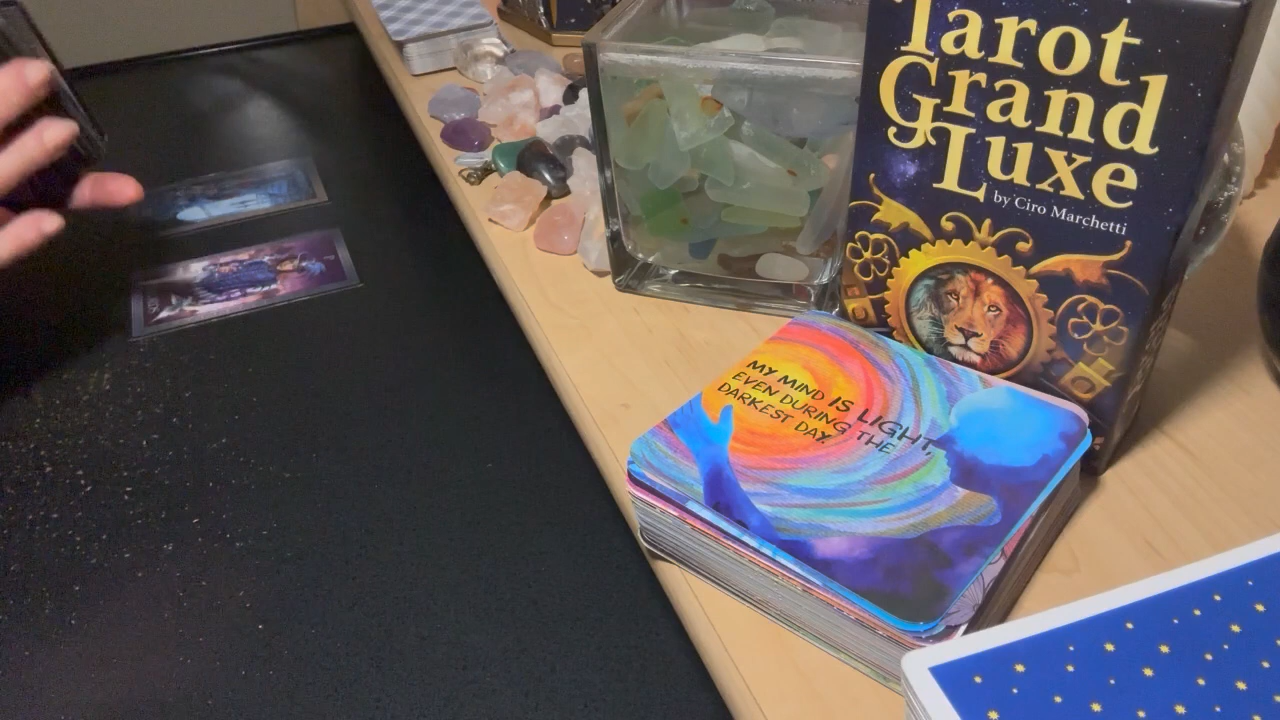 Tarot
Grand
Luxe
by Ciro Marchetti
MY MIND IS LIGHT,
EVEN DURING THE
DARKEST DAY.